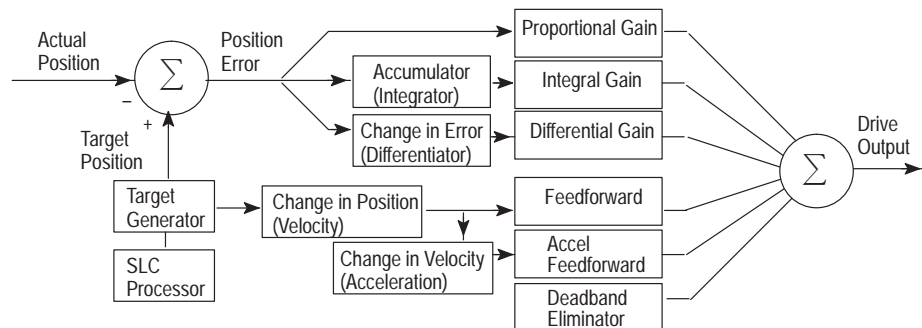 Actual
Position
−
Σ
+
Target
Position
Position
Error
Proportional Gain
Accumulator
(Integrator)
Integral Gain
Change in Error
(Differentiator)
Differential Gain
Target
Generator
SLC
Processor
Change in Position
(Velocity)
Change in Velocity
(Acceleration)
Feedforward
Accel
Feedforward
Deadband
Eliminator
Σ
Drive
Output